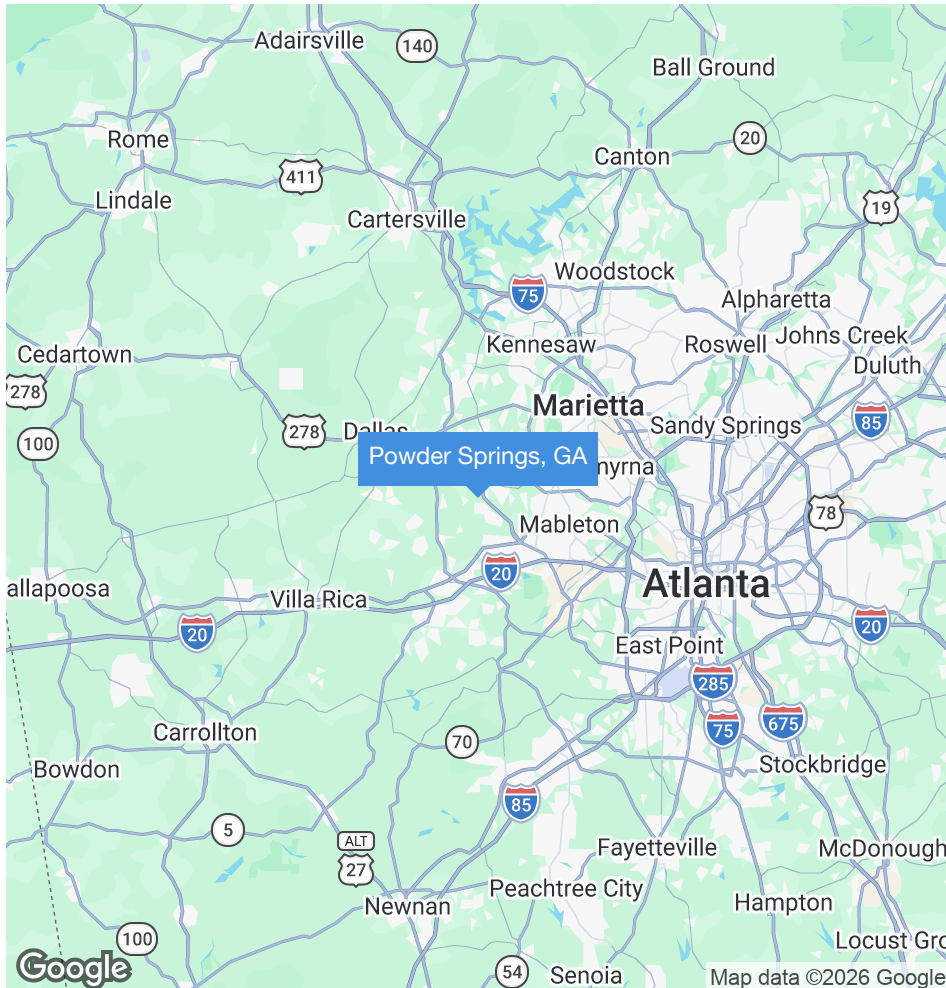 Adairsville
140
Ball Ground
Rome
20
Canton
411
Lindale
19
Cartersville
Woodstock
75
Alpharetta
Kennesaw
Roswell
Johns Creek
Cedartown
Duluth
278
Marietta
85
Sandy Springs
278
Dallas
100
Powder Springs, GA
myrna
78
Mableton
20
Atlanta
allapoosa
Villa Rica
20
20
East Point
285
675
75
Carrollton
70
Stockbridge
Bowdon
85
5
ALT
27
Fayetteville
McDonough
Peachtree City
Hampton
Newnan
100
Locust Gro
Google
54
Senoia
Map data ©2026 Google